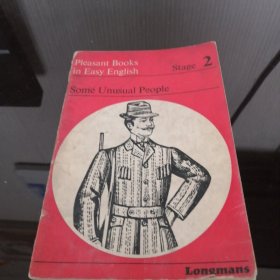 Pleasant Books
in Easy English
Stage 2
Some Unusual People
Longmans